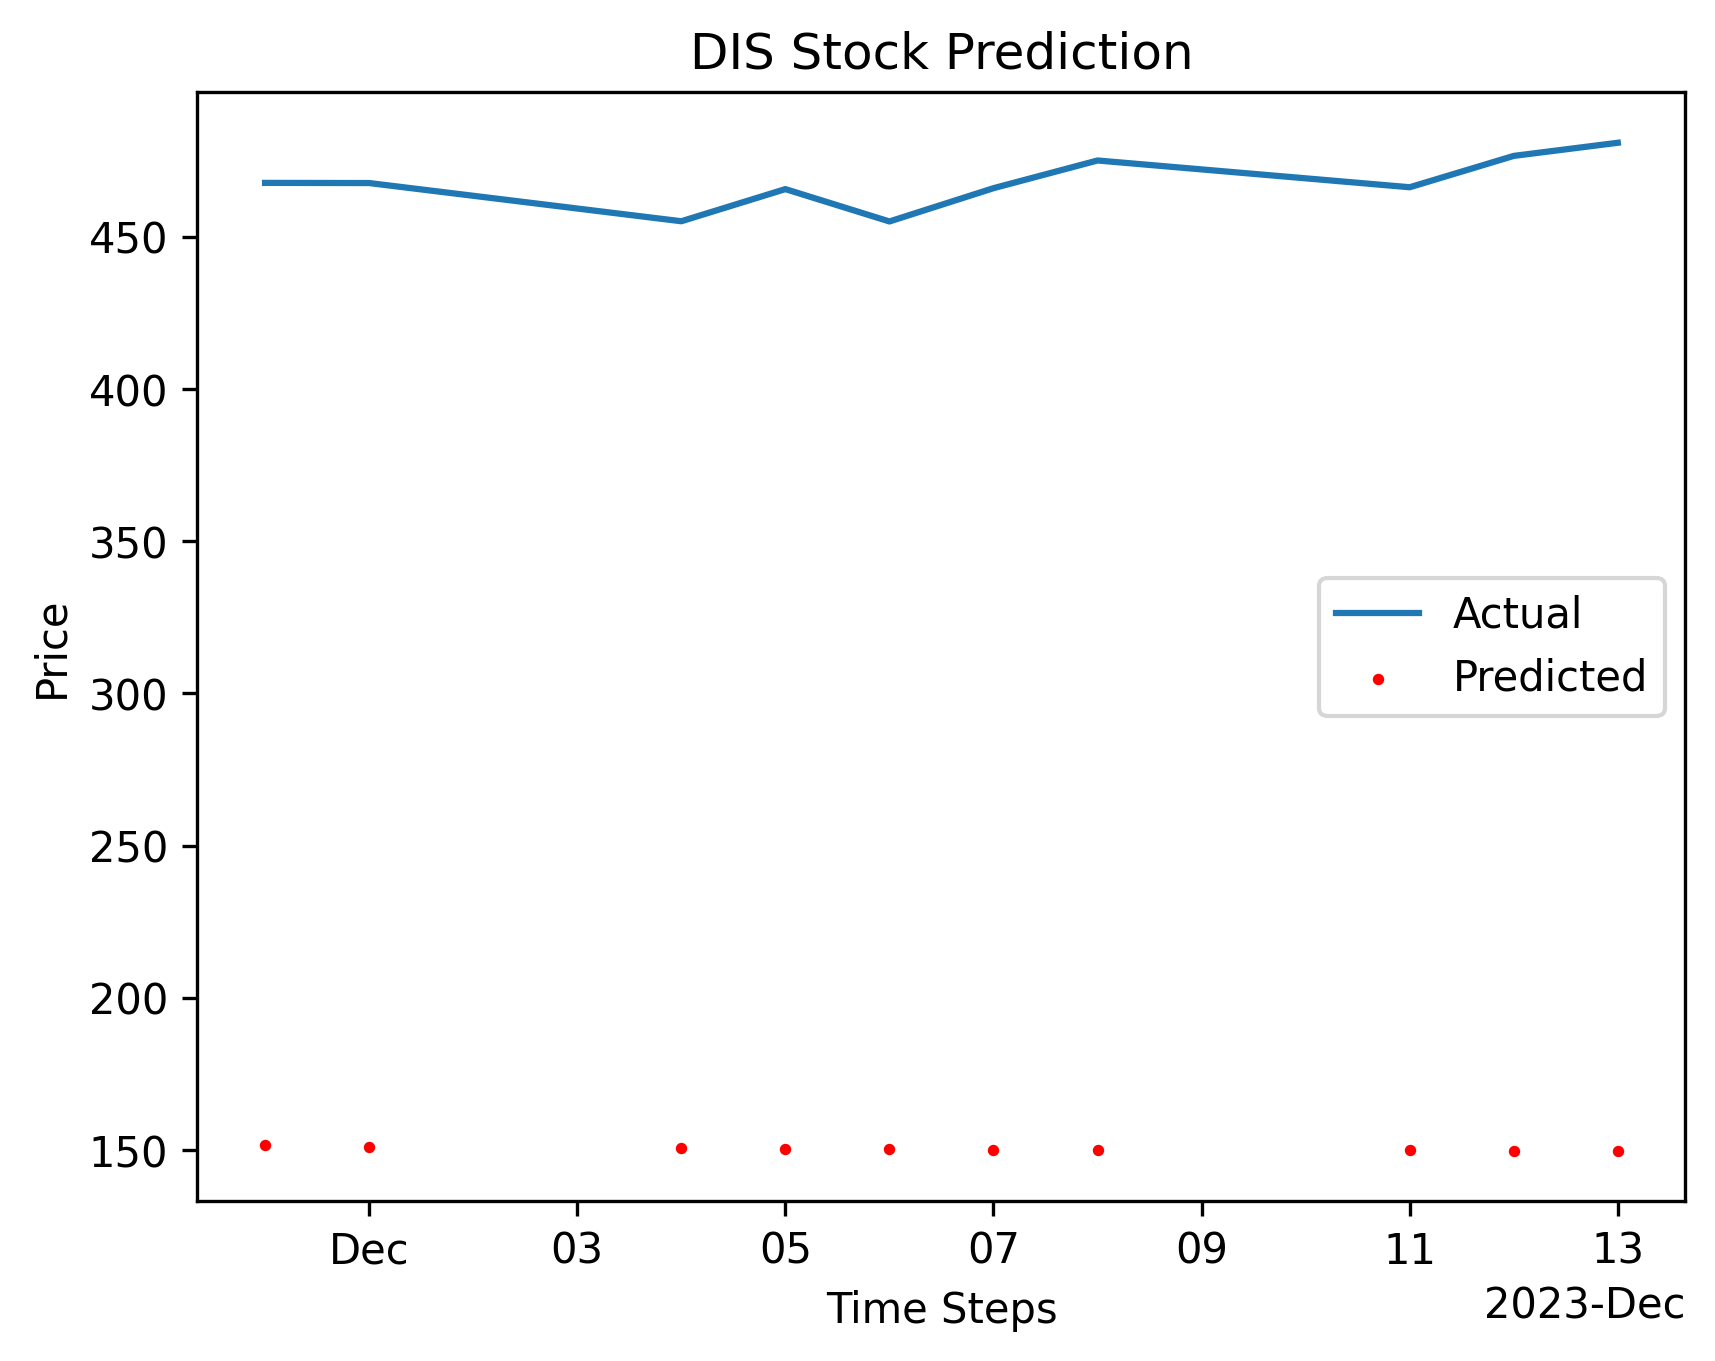 DIS Stock Prediction
Price
450
400
350
300
250
200
150
Actual
Predicted
Dec 03 05 07 09 11 13
2023-Dec
Time Steps